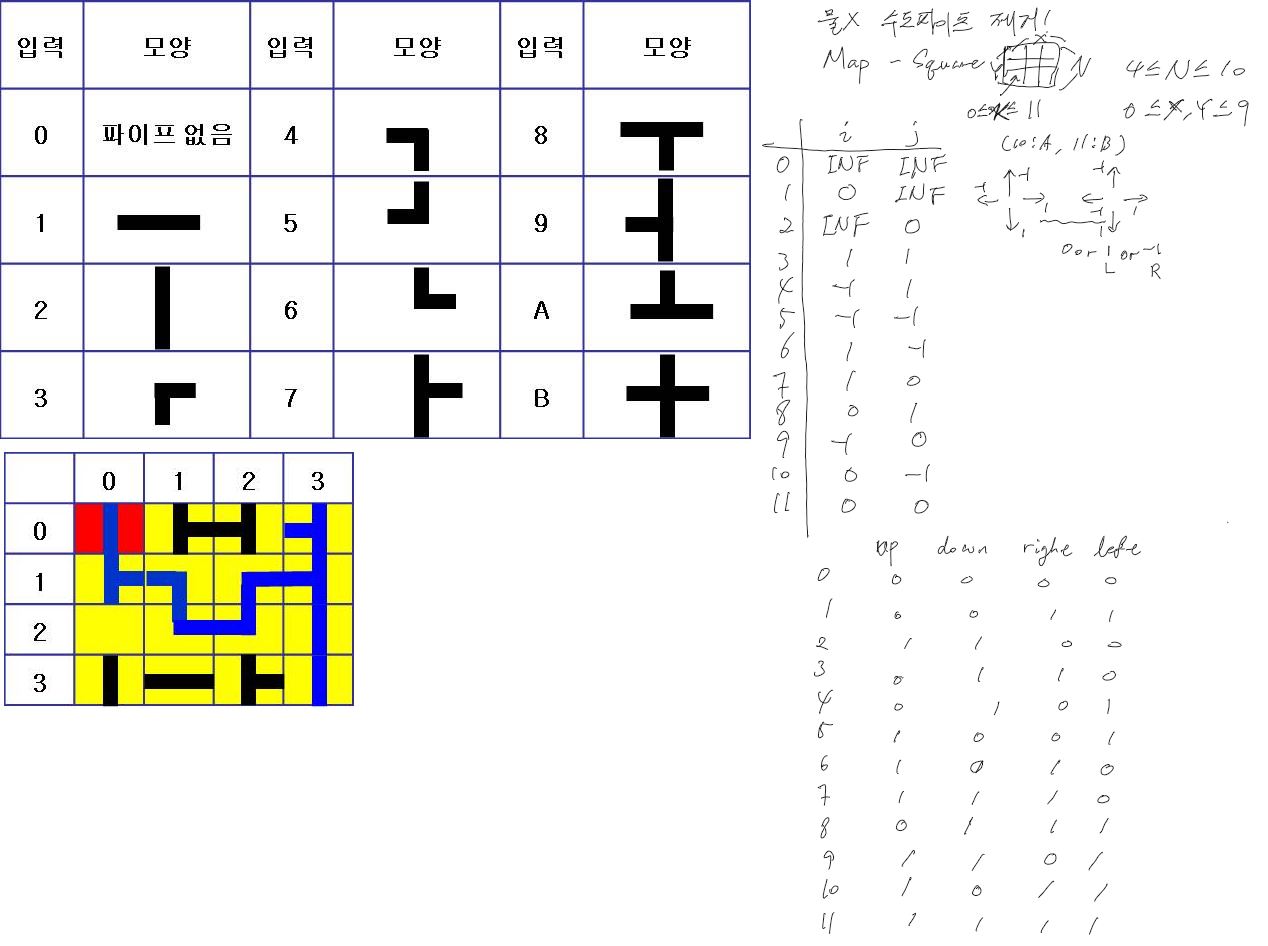 입력 모양 입력 모양 입력 모양
0 파이프 없음 4 8
1 5 9
2 6 A
3 7 B
0 1 2 3
0
1
2
3
물X 수도파이프 제거!
Map - Square N 4≤N≤10
0≤K≤11 0≤X,Y≤9
(10:A, 11:B)
i j
0 INF INF
1 0 INF
2 INF 0
3 1 1
4 -1 1
5 -1 -1
6 1 -1
7 1 0
8 0 1
9 -1 0
10 0 -1
11 0 0
-1 -1
-1 1 -1 1
1 1
0 or 1 or -1
L R
up down right left
0 0 0 0 0
1 0 0 1 1
2 1 1 0 0
3 0 1 1 0
4 0 1 0 1
5 1 0 0 1
6 1 0 1 0
7 1 1 1 0
8 0 1 1 1
9 1 1 0 1
10 1 0 1 1
11 1 1 1 1